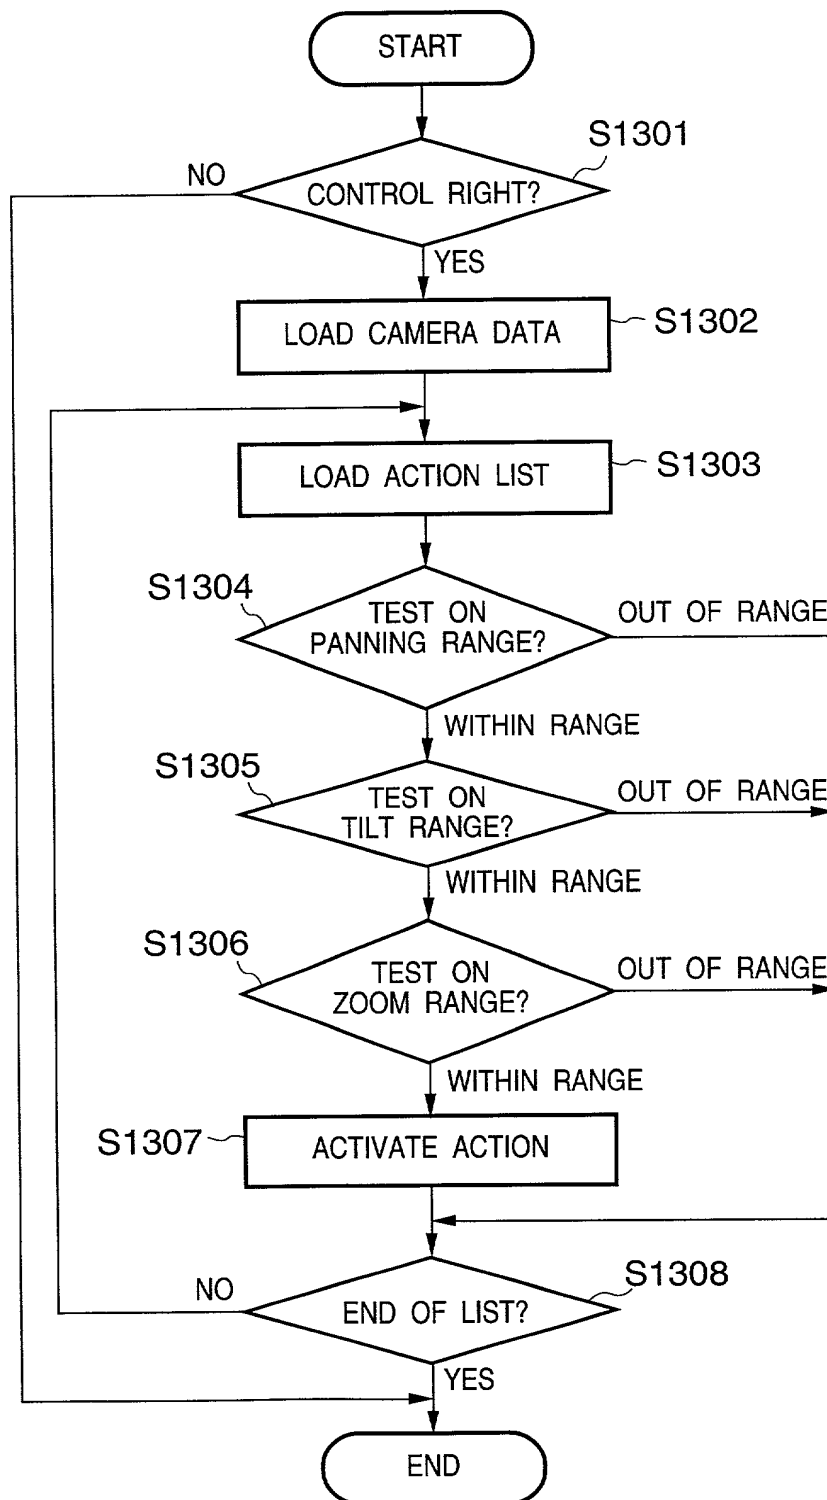 START
S1301
NO
CONTROL RIGHT?
YES
LOAD CAMERA DATA
S1302
LOAD ACTION LIST
S1303
S1304
TEST ON
PANNING RANGE?
OUT OF RANGE
WITHIN RANGE
S1305
TEST ON
TILT RANGE?
OUT OF RANGE
WITHIN RANGE
S1306
TEST ON
ZOOM RANGE?
OUT OF RANGE
WITHIN RANGE
S1307
ACTIVATE ACTION
S1308
NO
END OF LIST?
YES
END